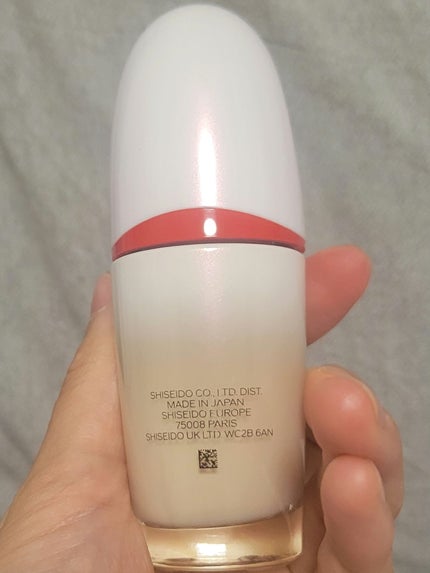 SHISEIDO CO., LTD. DIST.
MADE IN JAPAN
SHISEIDO EUROPE
75008 PARIS
SHISEIDO UK LTD WC2B 6AN